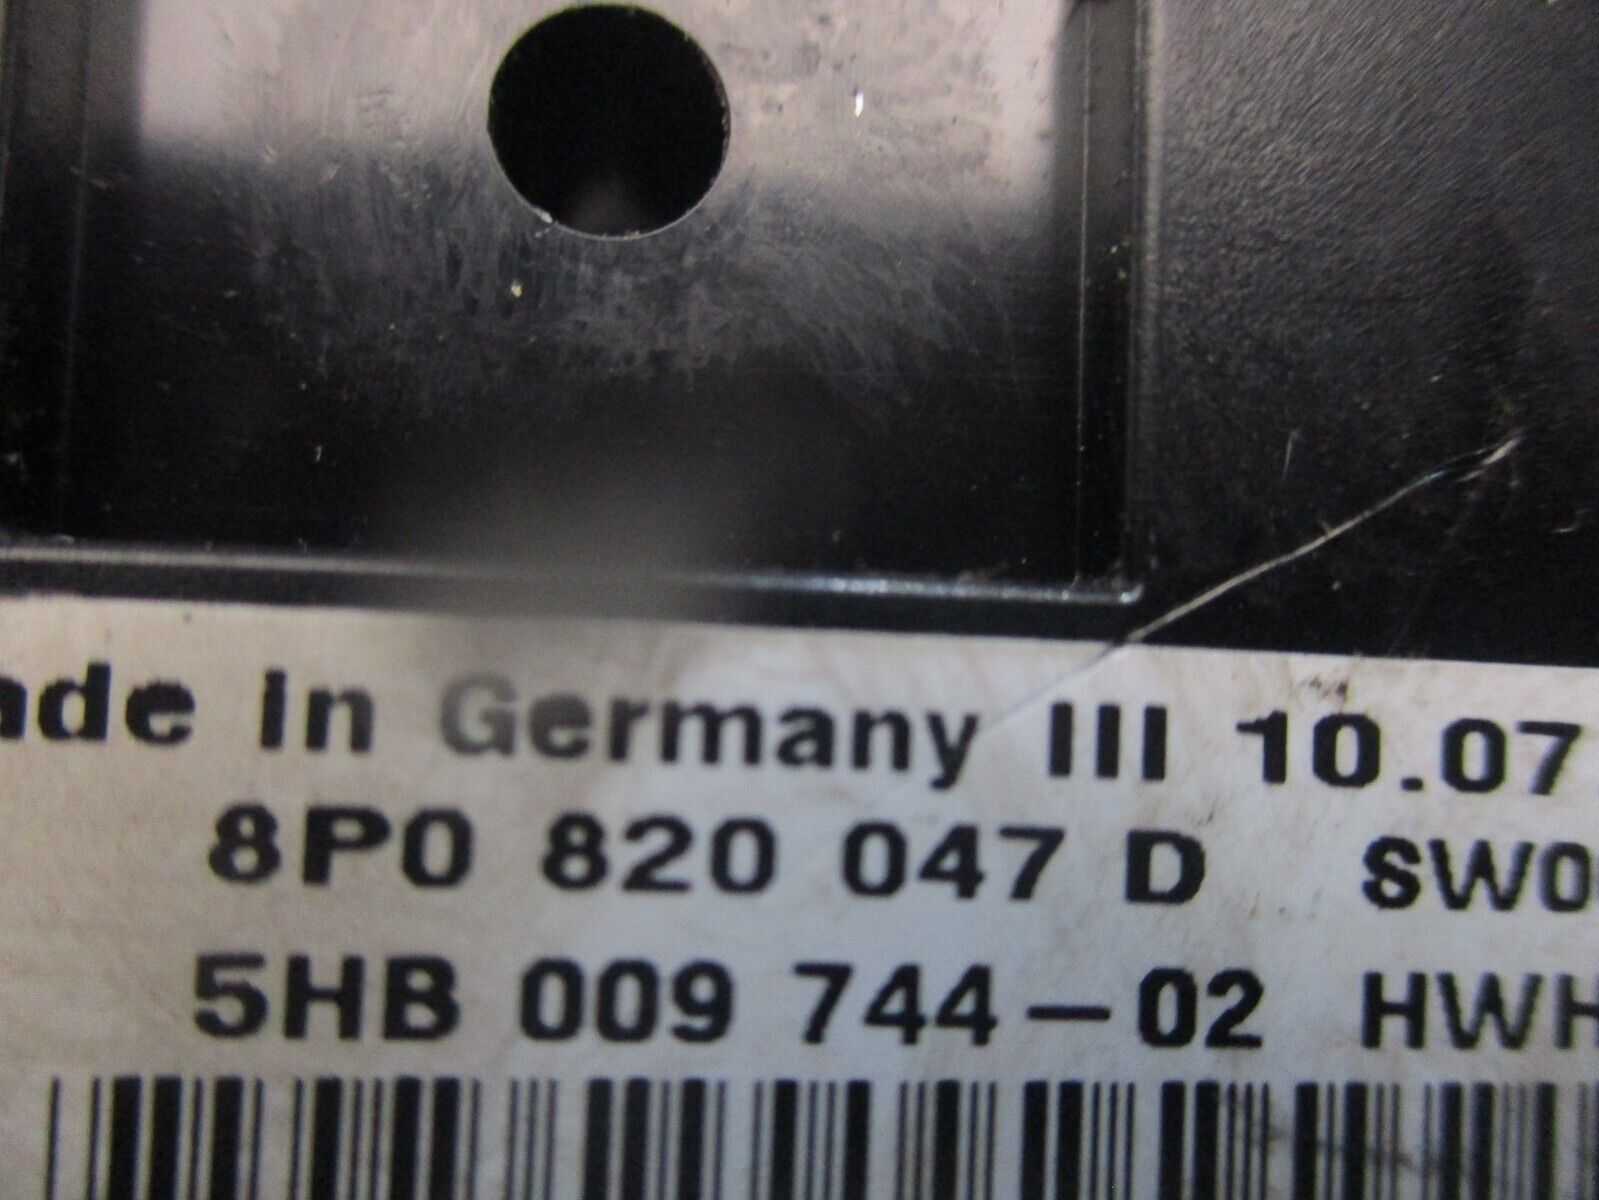 ade in Germany III 10.07
8P0 820 047 D SW0
5HB 009 744-02 HWH